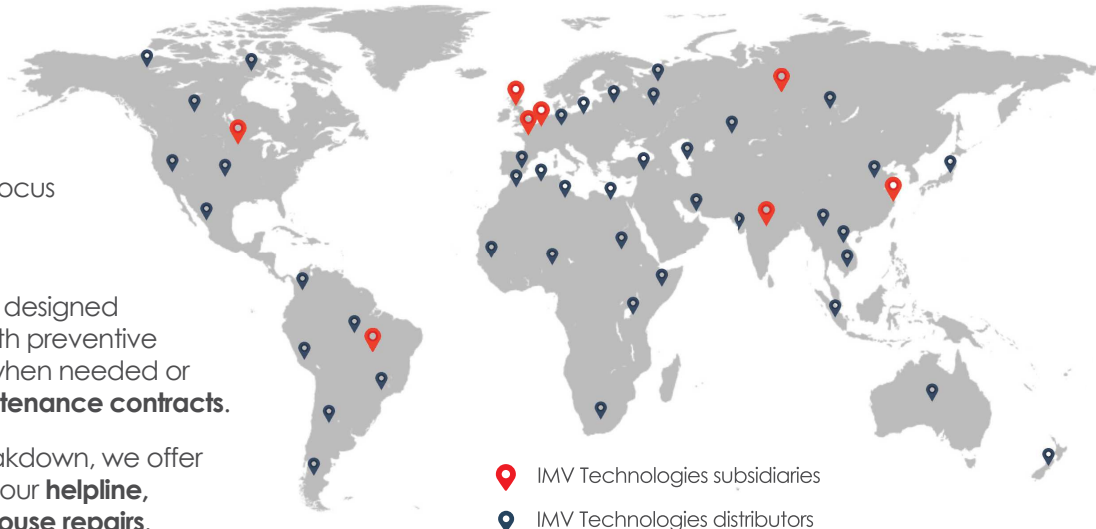 ocus
designed
th preventive
when needed or
tenance contracts.
akdown, we offer
our helpline,
ouse repairs.
IMV Technologies subsidiaries
IMV Technologies distributors